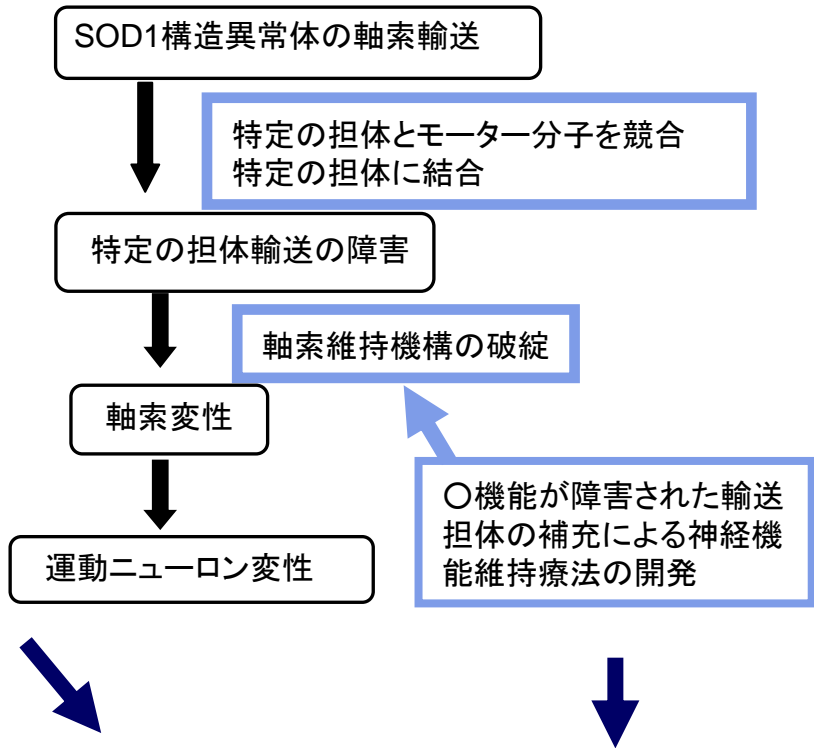 SOD1構造異常体の軸索輸送
特定の担体とモーター分子を競合
特定の担体に結合
特定の担体輸送の障害
軸索維持機構の破綻
軸索変性
〇機能が障害された輸送
担体の補充による神経機
能維持療法の開発
運動ニューロン変性